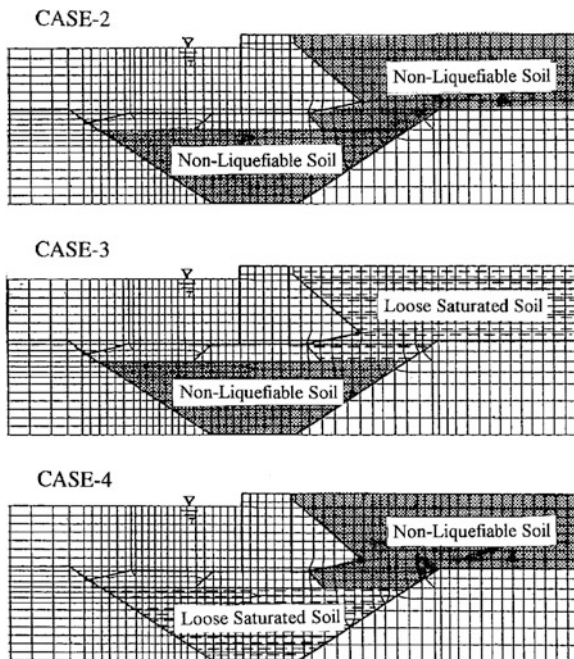 CASE-2
Non-Liquefiable Soil
Non-Liquefiable Soil
CASE-3
Loose Saturated Soil
Non-Liquefiable Soil
CASE-4
Non-Liquefiable Soil
Loose Saturated Soil